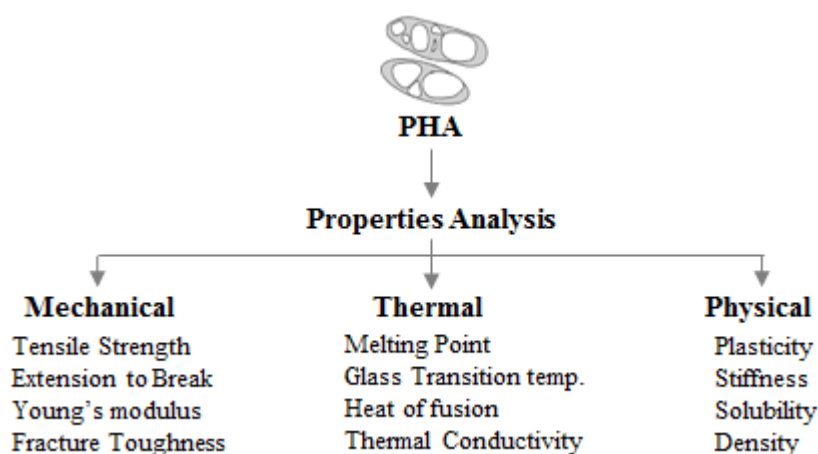 PHA
Properties Analysis
Mechanical
Tensile Strength
Extension to Break
Young's modulus
Fracture Toughness
Thermal
Melting Point
Glass Transition temp.
Heat of fusion
Thermal Conductivity
Physical
Plasticity
Stiffness
Solubility
Density